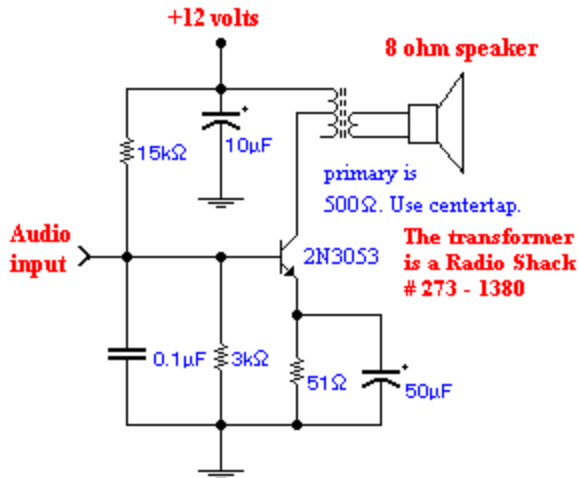 +12 volts
8 ohm speaker
15kΩ
10µF
primary is
500Ω. Use centertap.
Audio
input
2N3053
The transformer
is a Radio Shack
# 273 - 1380
0.1µF
3kΩ
51Ω
50µF